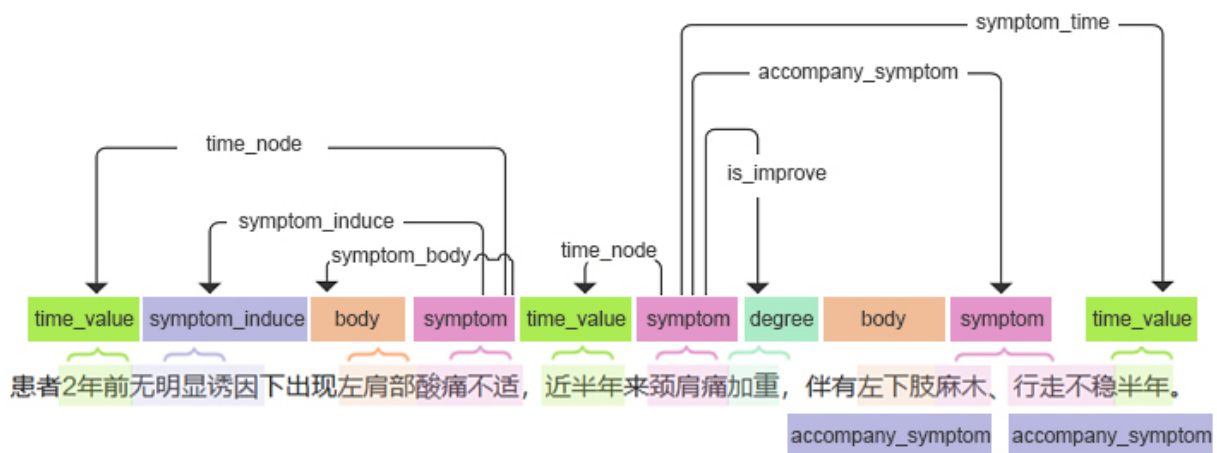 symptom_time
accompany_symptom
time_node
is_improve
symptom_induce
symptom_body
time_node
time_value symptom_induce body symptom time_value symptom degree body symptom time_value
患者2年前无明显诱因下出现左肩部酸痛不适，近半年来颈肩痛加重，伴有左下肢麻木、行走不稳半年。
accompany_symptom accompany_symptom